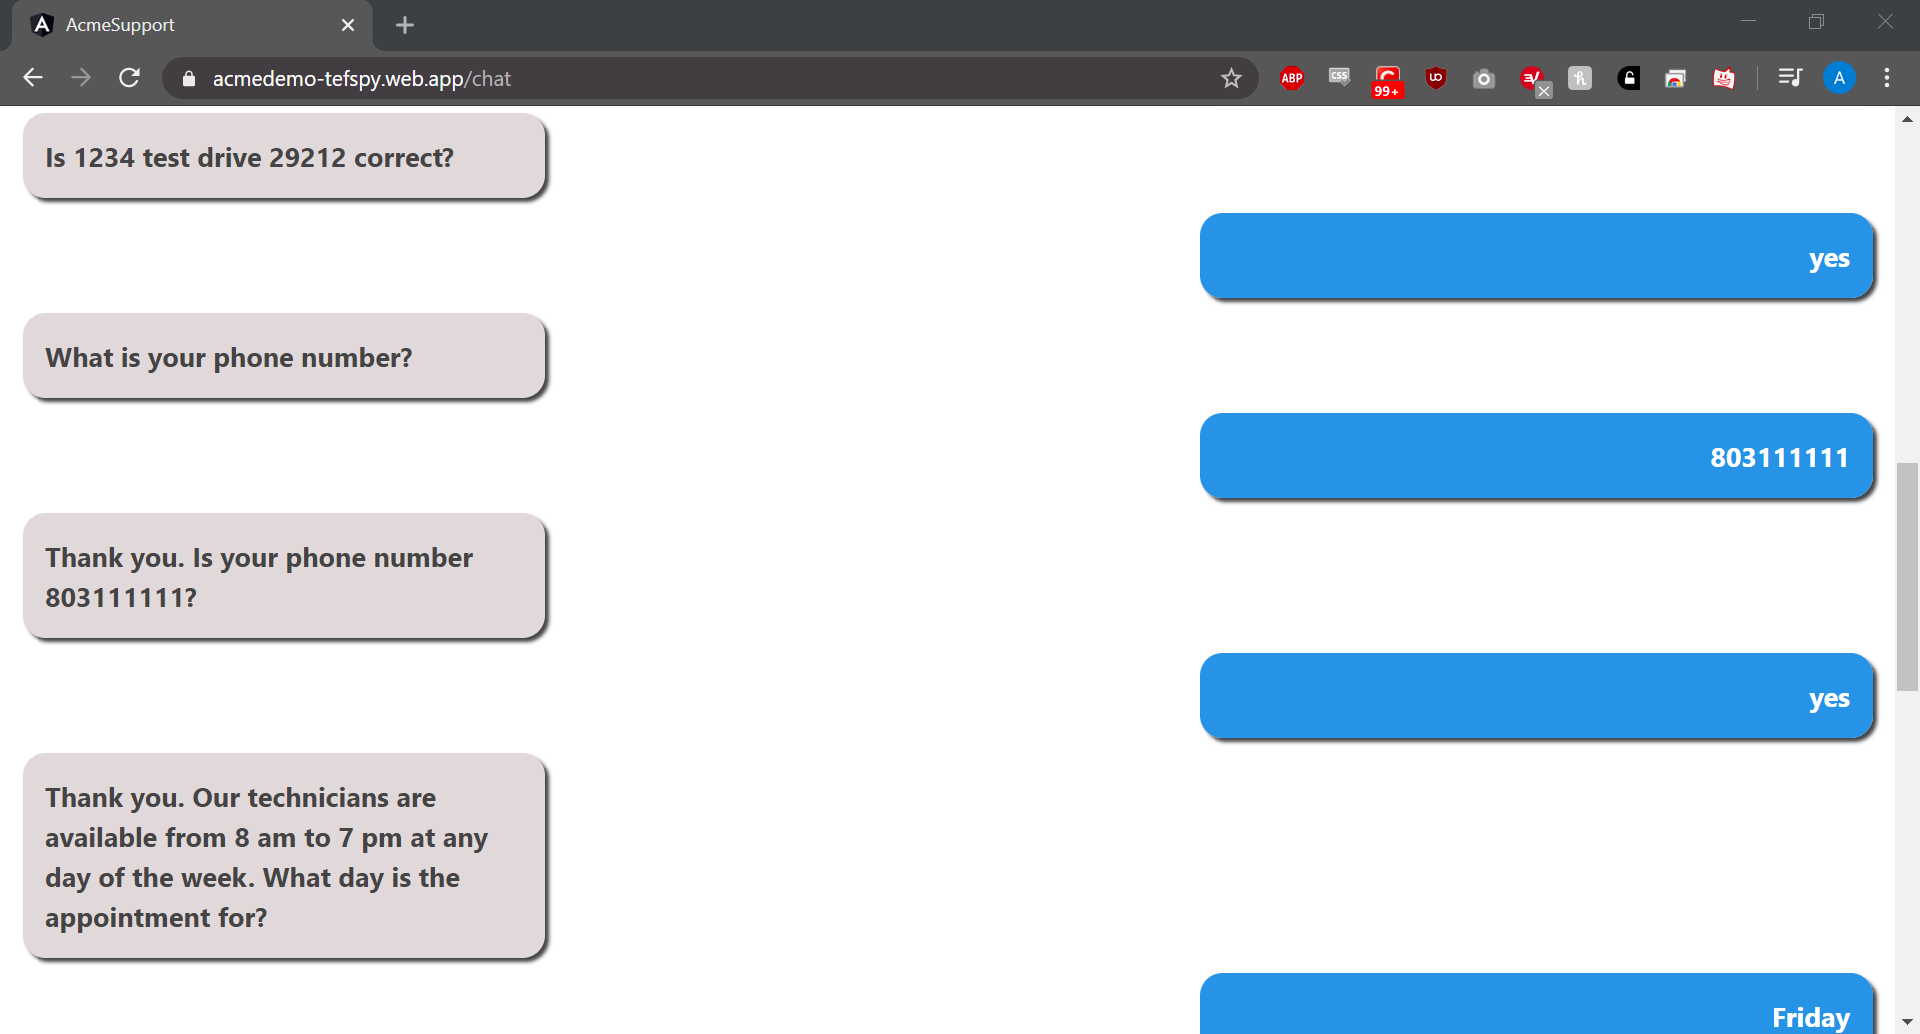 AcmeSupport
acmedemo-tefspy.web.app/chat
ABP
CSS
99+
A
Is 1234 test drive 29212 correct?
yes
What is your phone number?
803111111
Thank you. Is your phone number
803111111?
yes
Thank you. Our technicians are
available from 8 am to 7 pm at any
day of the week. What day is the
appointment for?
Friday